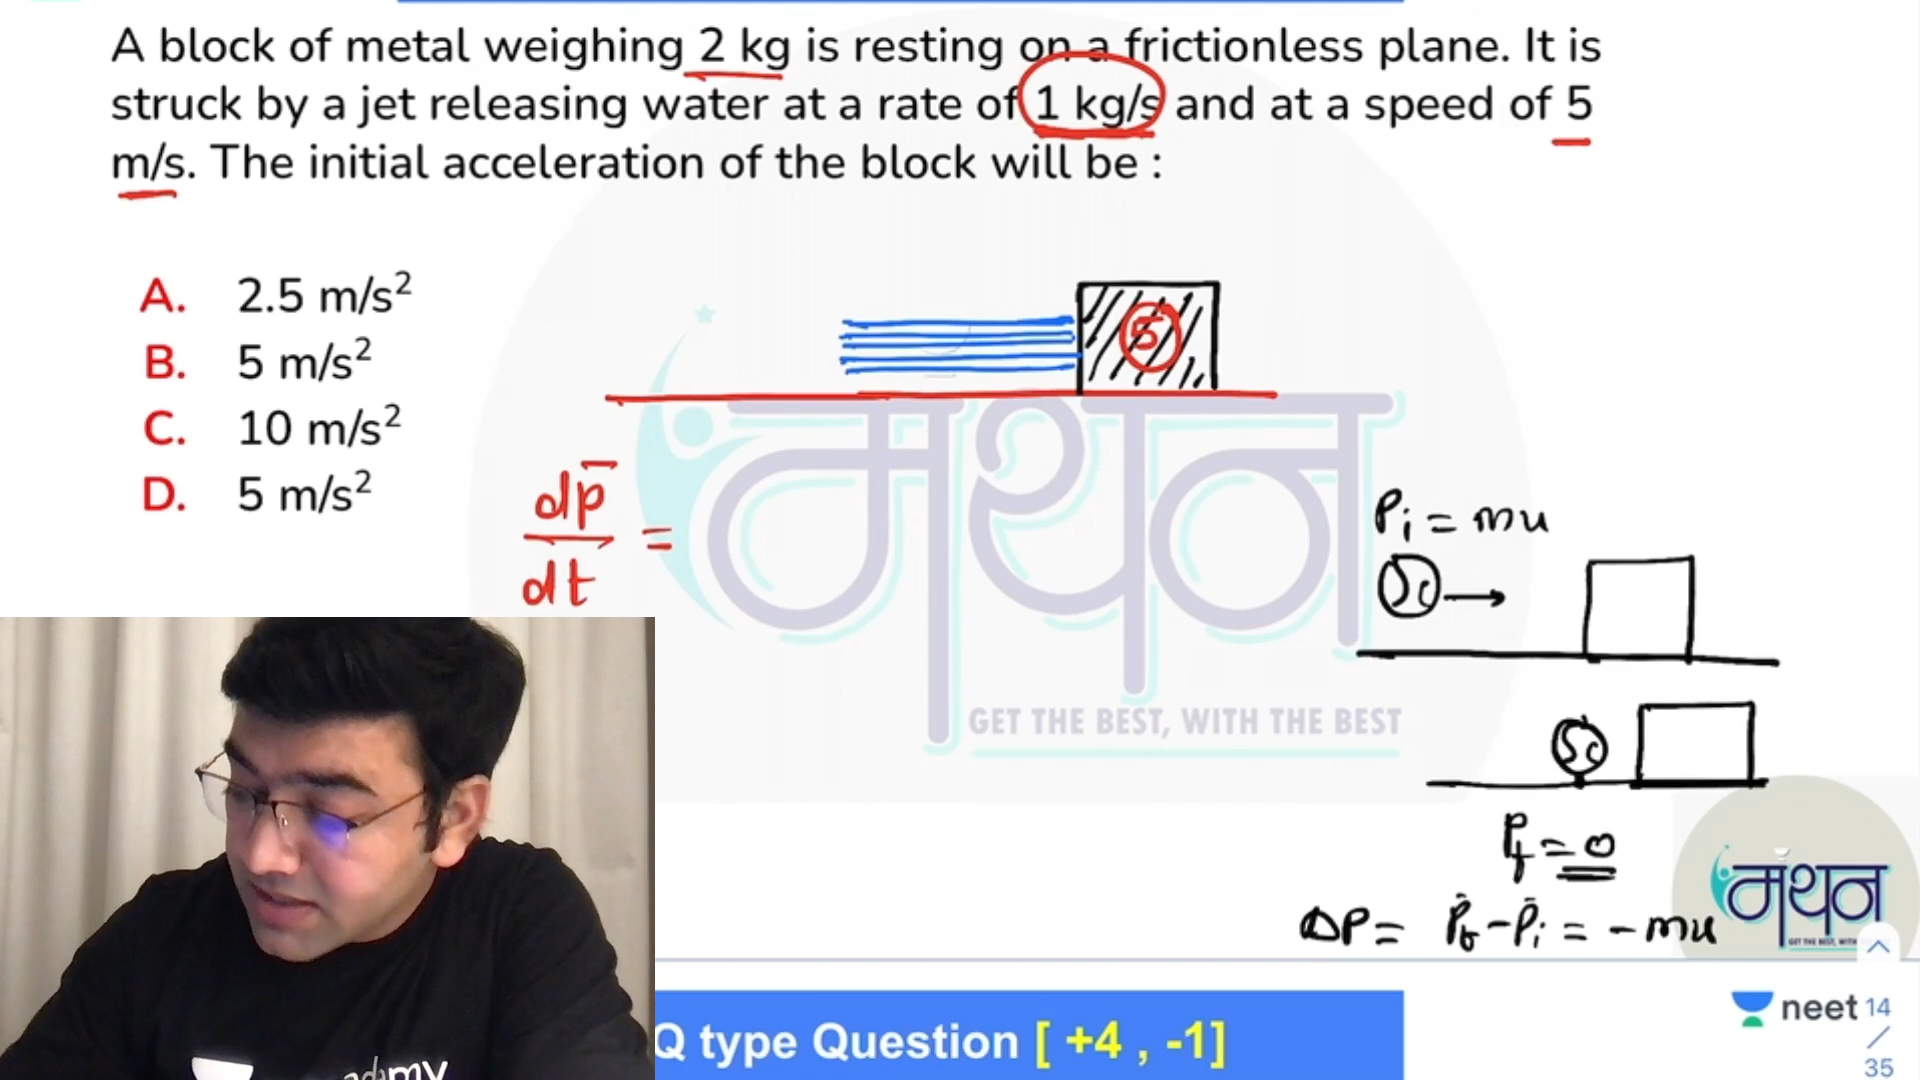 A block of metal weighing 2 kg is resting on a frictionless plane. It is
struck by a jet releasing water at a rate of 1 kg/s and at a speed of 5
m/s. The initial acceleration of the block will be :
A. 2.5 m/s²
B. 5 m/s²
C. 10 m/s²
D. 5 m/s²
5
dp̄
dt
=
मंथन
GET THE BEST, WITH THE BEST
Pi = mu
Pf = 0
ΔP = P̄f - P̄i = - mu
मंथन
Q type Question [ +4 , -1]
neet 14
/
35